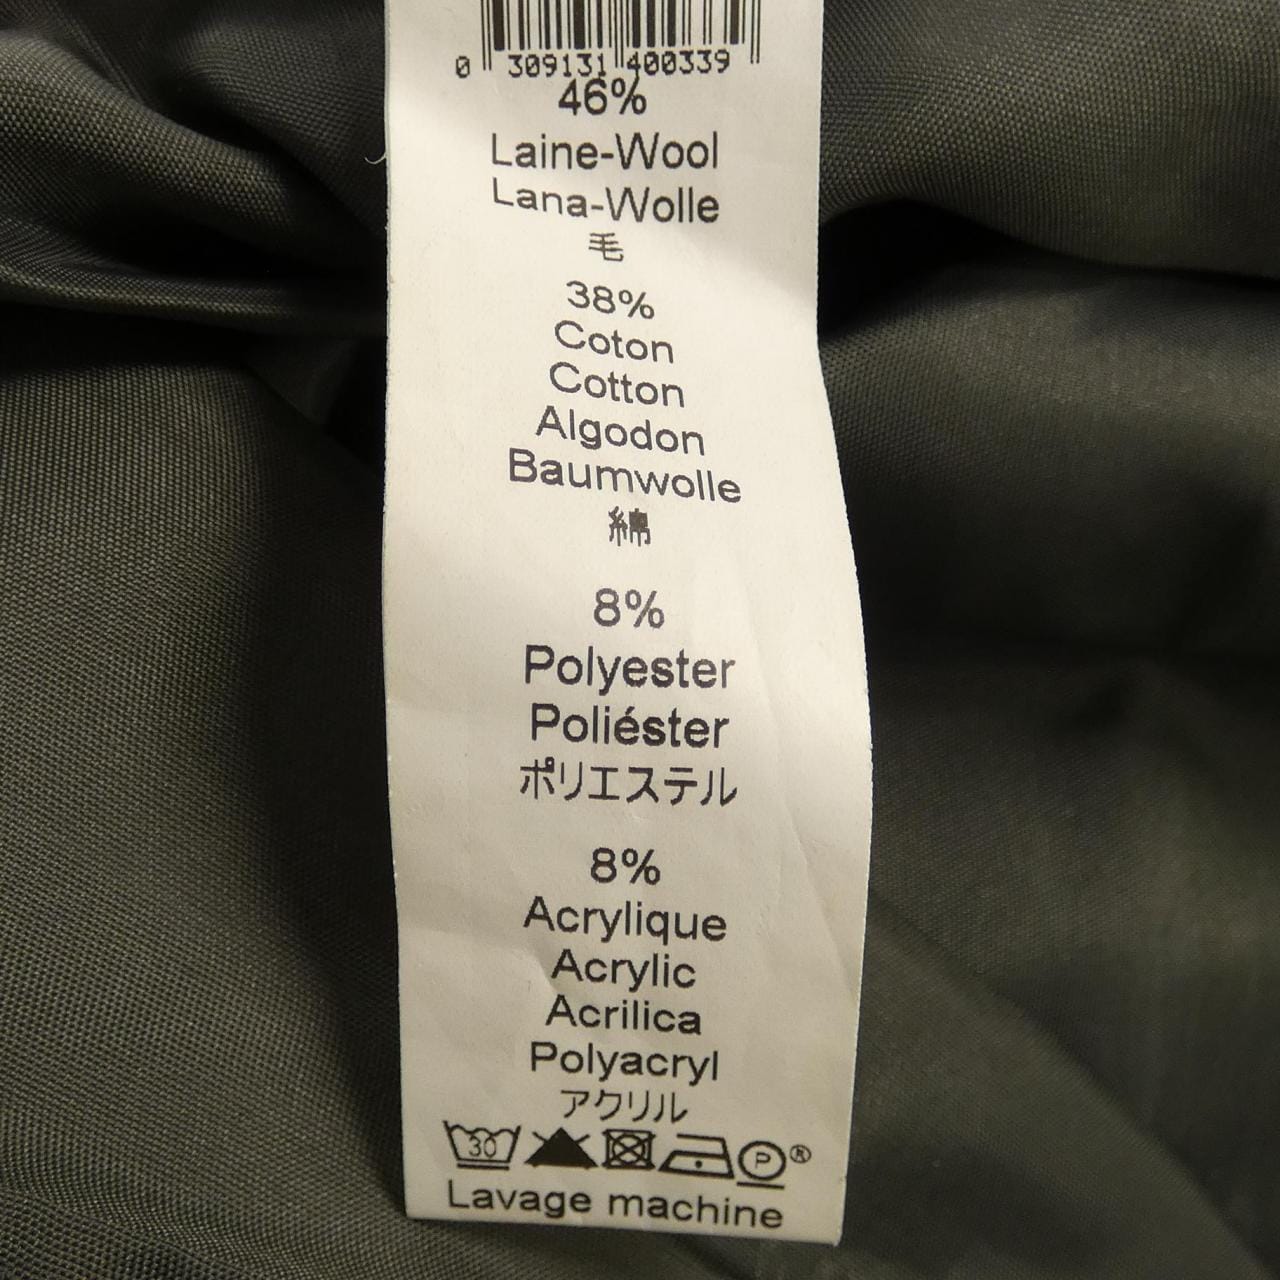 0 309131 400339
46%
Laine-Wool
Lana-Wolle
毛
38%
Coton
Cotton
Algodon
Baumwolle
綿
8%
Polyester
Poliéster
ポリエステル
8%
Acrylique
Acrylic
Acrilica
Polyacryl
アクリル
30 P ®
Lavage machine